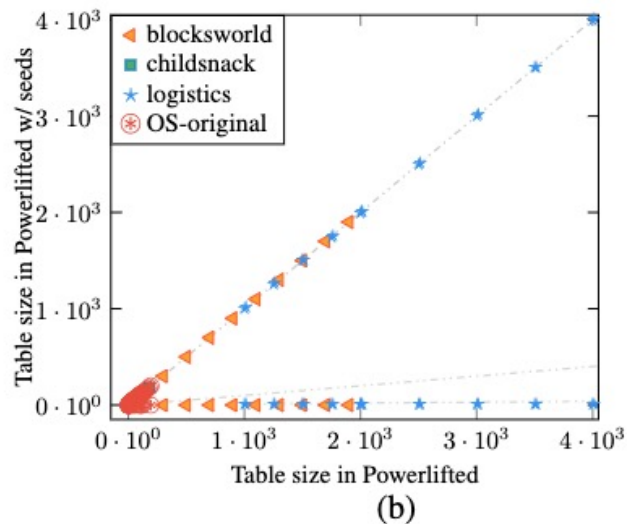 4 · 10³
3 · 10³
2 · 10³
1 · 10³
0 · 10⁰
Table size in Powerlifted w/ seeds
blocksworld
childsnack
logistics
OS-original
0 · 10⁰ 1 · 10³ 2 · 10³ 3 · 10³ 4 · 10³
Table size in Powerlifted
(b)